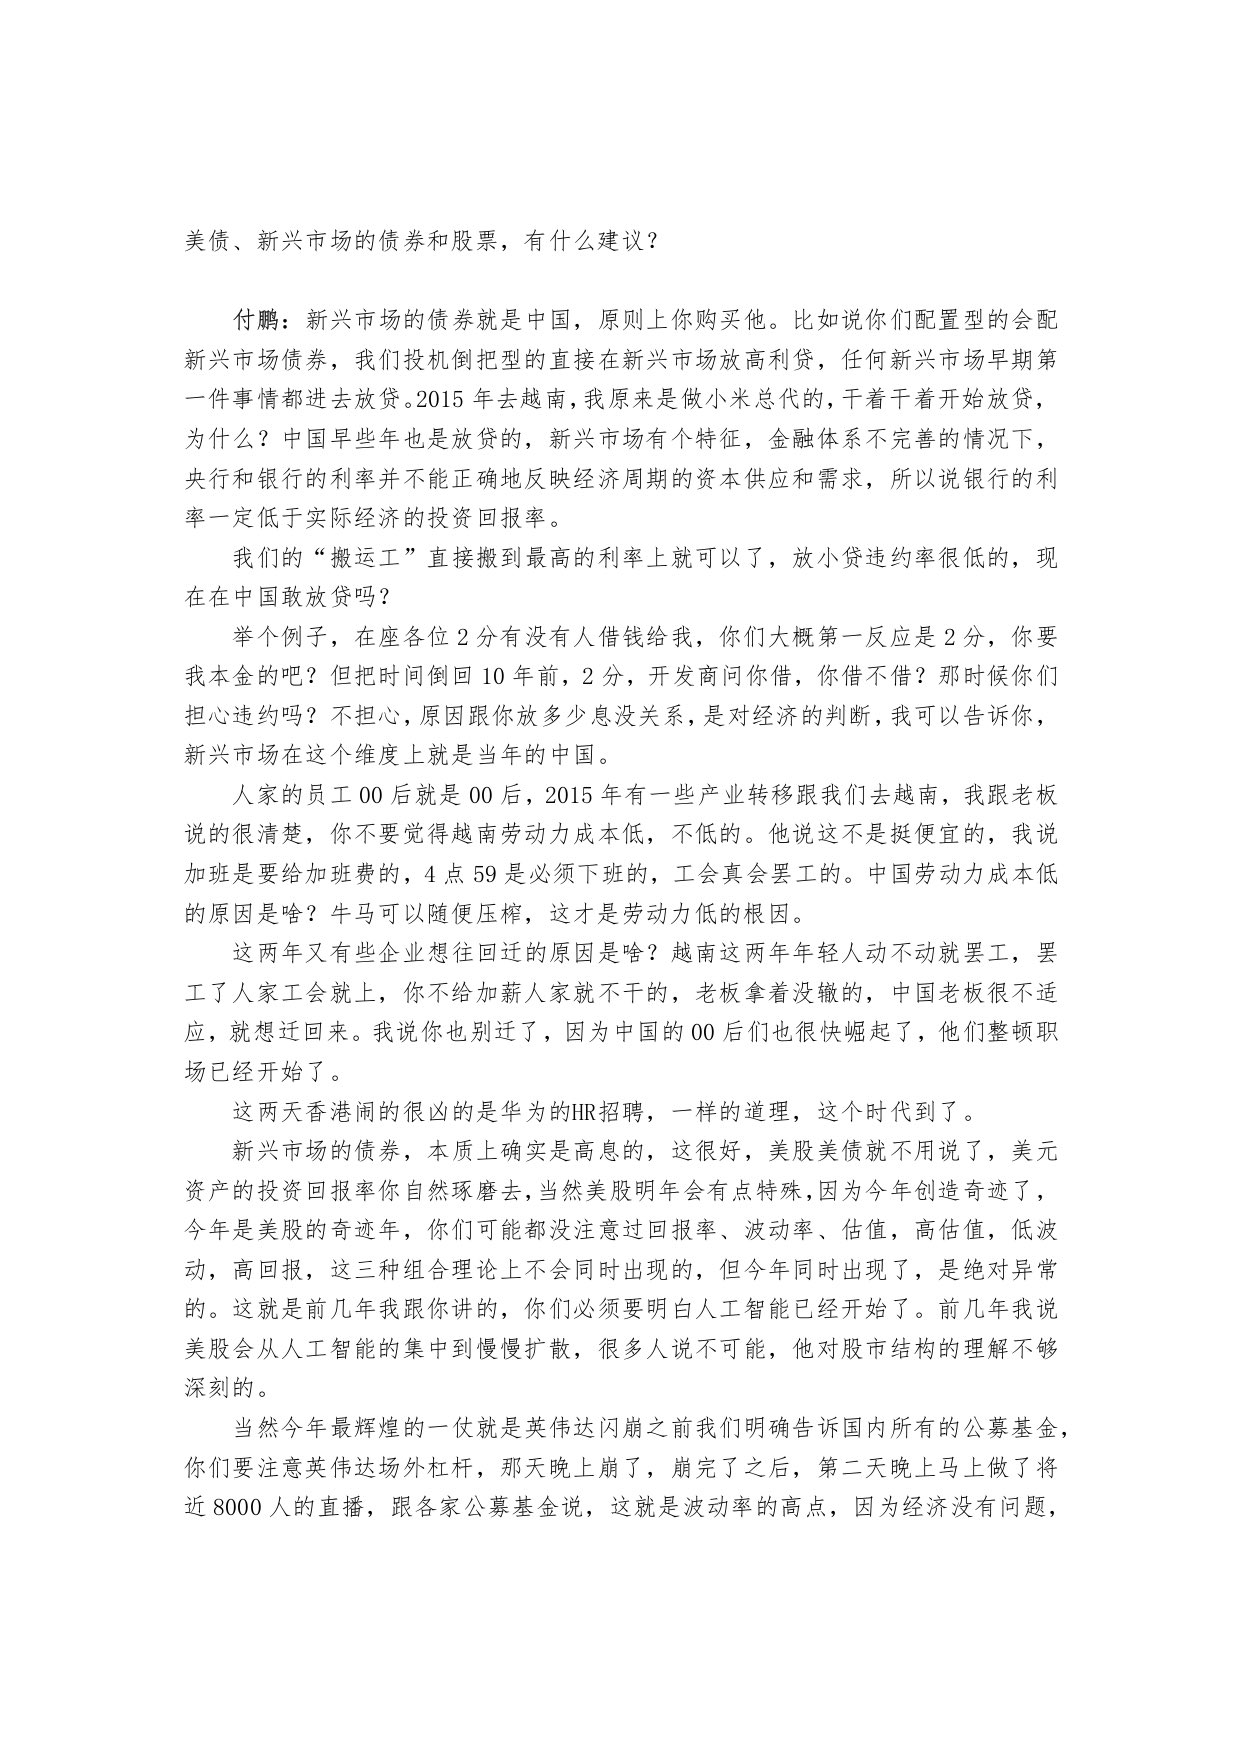 美债、新兴市场的债券和股票，有什么建议？
付鹏：新兴市场的债券就是中国，原则上你购买他。比如说你们配置型的会配
新兴市场债券，我们投机倒把型的直接在新兴市场放高利贷，任何新兴市场早期第
一件事情都进去放贷。2015 年去越南，我原来是做小米总代的，干着干着开始放贷，
为什么？中国早些年也是放贷的，新兴市场有个特征，金融体系不完善的情况下，
央行和银行的利率并不能正确地反映经济周期的资本供应和需求，所以说银行的利
率一定低于实际经济的投资回报率。
我们的“搬运工”直接搬到最高的利率上就可以了，放小贷违约率很低的，现
在在中国敢放贷吗？
举个例子，在座各位 2 分有没有人借钱给我，你们大概第一反应是 2 分，你要
我本金的吧？但把时间倒回 10 年前，2 分，开发商问你借，你借不借？那时候你们
担心违约吗？不担心，原因跟你放多少息没关系，是对经济的判断，我可以告诉你，
新兴市场在这个维度上就是当年的中国。
人家的员工 00 后就是 00 后，2015 年有一些产业转移跟我们去越南，我跟老板
说的很清楚，你不要觉得越南劳动力成本低，不低的。他说这不是挺便宜的，我说
加班是要给加班费的，4 点 59 是必须下班的，工会真会罢工的。中国劳动力成本低
的原因是啥？牛马可以随便压榨，这才是劳动力低的根因。
这两年又有些企业想往回迁的原因是啥？越南这两年年轻人动不动就罢工，罢
工了人家工会就上，你不给加薪人家就不干的，老板拿着没辙的，中国老板很不适
应，就想迁回来。我说你也别迁了，因为中国的 00 后们也很快崛起了，他们整顿职
场已经开始了。
这两天香港闹的很凶的是华为的HR招聘，一样的道理，这个时代到了。
新兴市场的债券，本质上确实是高息的，这很好，美股美债就不用说了，美元
资产的投资回报率你自然琢磨去，当然美股明年会有点特殊，因为今年创造奇迹了，
今年是美股的奇迹年，你们可能都没注意过回报率、波动率、估值，高估值，低波
动，高回报，这三种组合理论上不会同时出现的，但今年同时出现了，是绝对异常
的。这就是前几年我跟你讲的，你们必须要明白人工智能已经开始了。前几年我说
美股会从人工智能的集中到慢慢扩散，很多人说不可能，他对股市结构的理解不够
深刻的。
当然今年最辉煌的一仗就是英伟达闪崩之前我们明确告诉国内所有的公募基金，
你们要注意英伟达场外杠杆，那天晚上崩了，崩完了之后，第二天晚上马上做了将
近 8000 人的直播，跟各家公募基金说，这就是波动率的高点，因为经济没有问题，